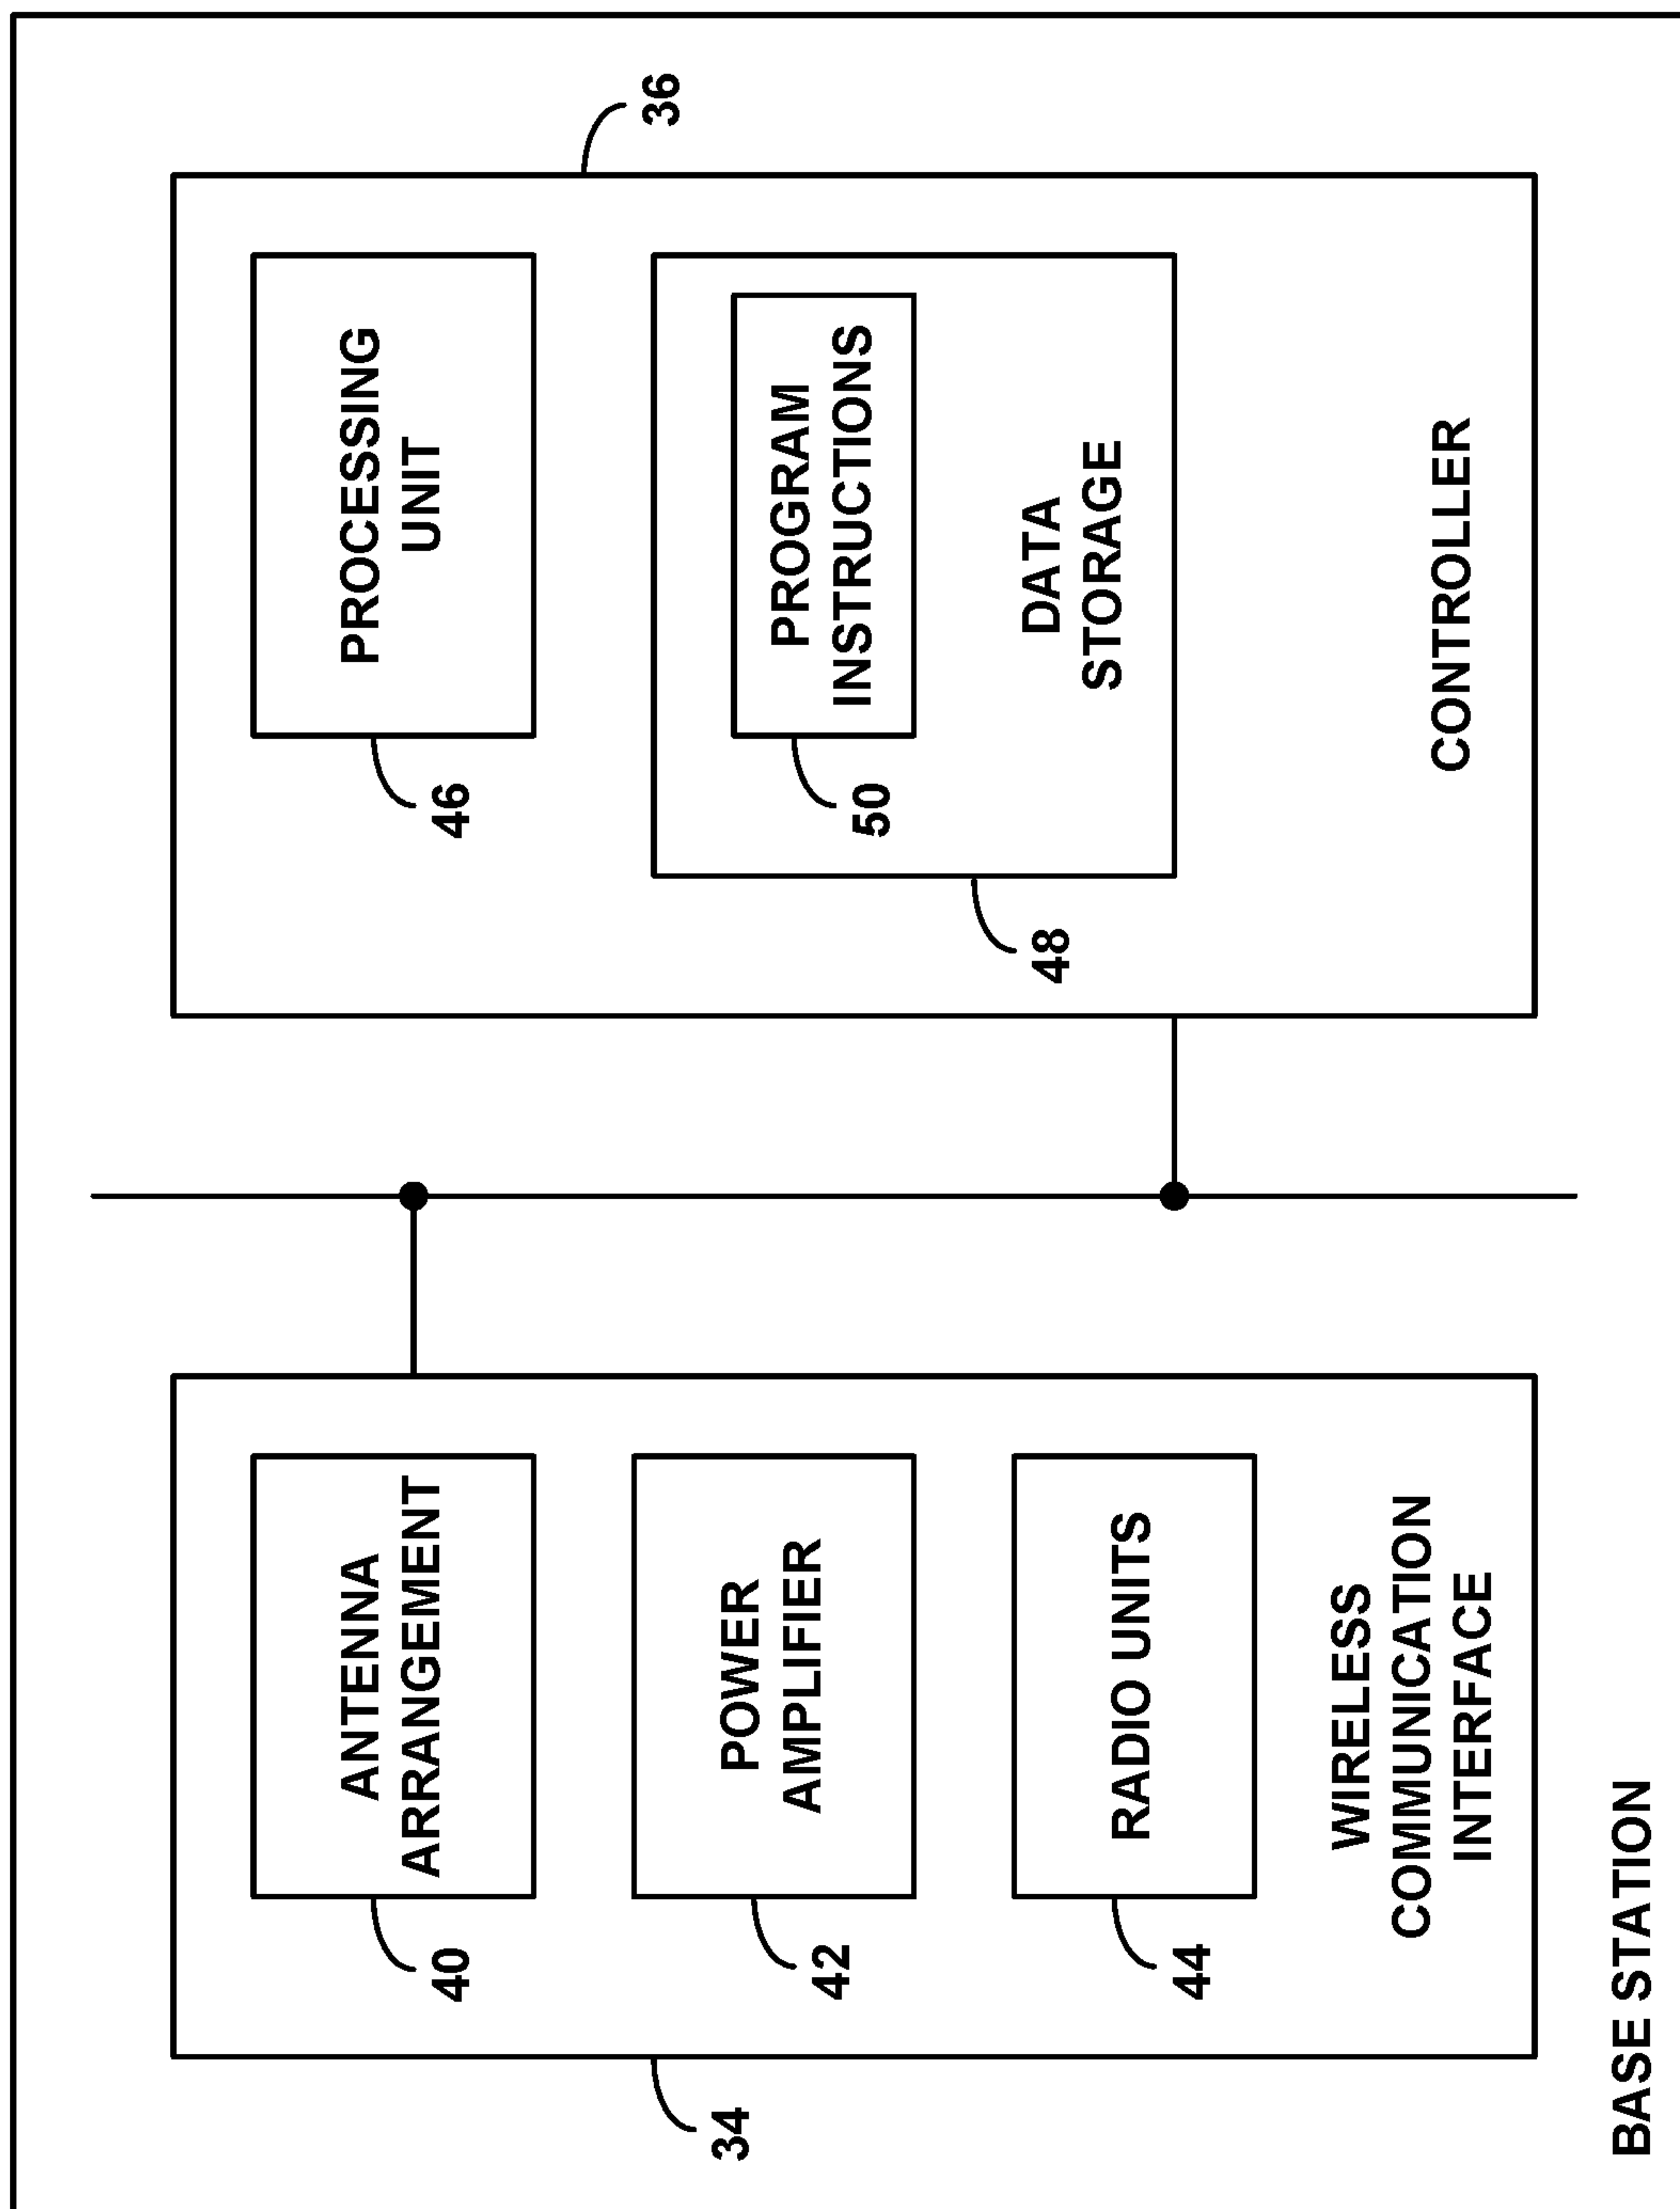 34
40
ANTENNA
ARRANGEMENT
42
POWER
AMPLIFIER
44
RADIO UNITS
WIRELESS
COMMUNICATION
INTERFACE
36
46
PROCESSING
UNIT
48
50
PROGRAM
INSTRUCTIONS
DATA
STORAGE
CONTROLLER
BASE STATION